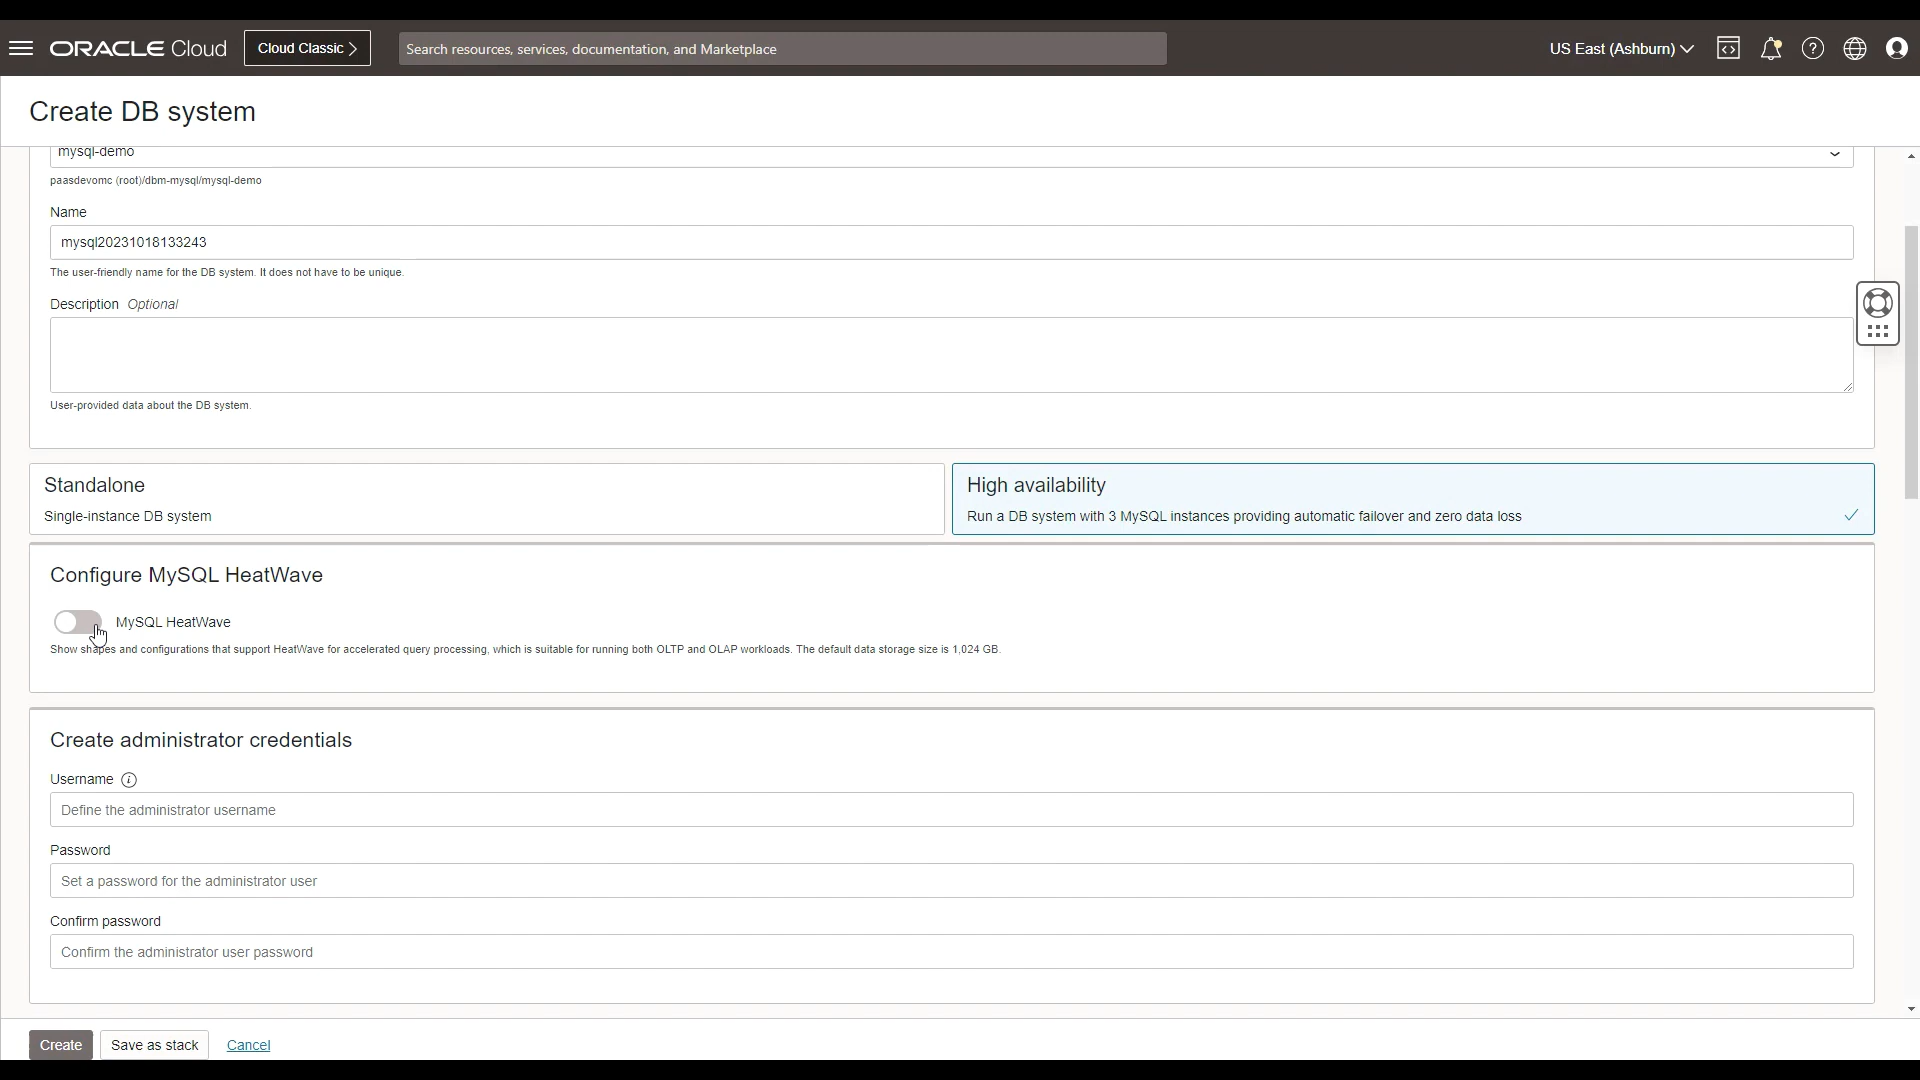 ORACLE Cloud
Cloud Classic
Search resources, services, documentation, and Marketplace
US East (Ashburn)
Create DB system
mysql-demo
paasdevomc (root)/dbm-mysql/mysql-demo
Name
mysql20231018133243
The user-friendly name for the DB system. It does not have to be unique.
Description Optional
User-provided data about the DB system.
Standalone
Single-instance DB system
High availability
Run a DB system with 3 MySQL instances providing automatic failover and zero data loss
Configure MySQL HeatWave
MySQL HeatWave
Show shapes and configurations that support HeatWave for accelerated query processing, which is suitable for running both OLTP and OLAP workloads. The default data storage size is 1,024 GB.
Create administrator credentials
Username
Define the administrator username
Password
Set a password for the administrator user
Confirm password
Confirm the administrator user password
Create
Save as stack
Cancel